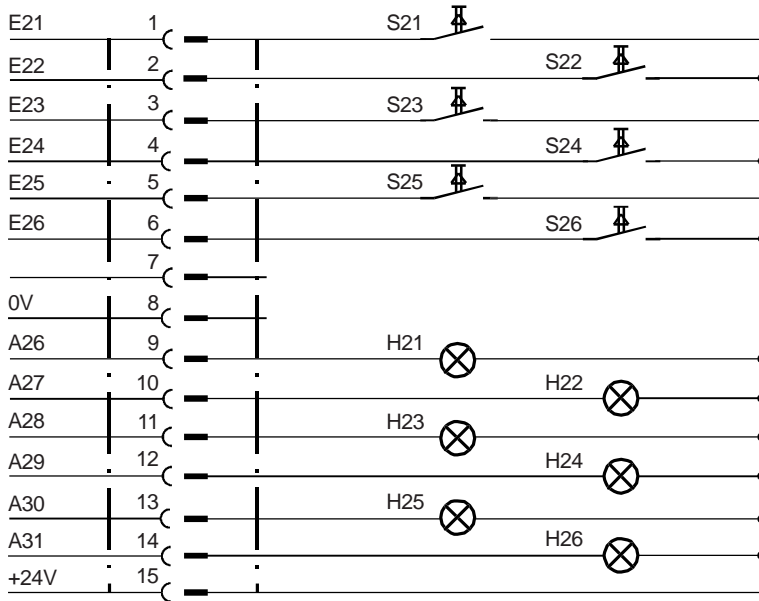 E21 1 S21
E22 2 S22
E23 3 S23
E24 4 S24
E25 5 S25
E26 6 S26
7
0V 8
A26 9 H21
A27 10 H22
A28 11 H23
A29 12 H24
A30 13 H25
A31 14 H26
+24V 15